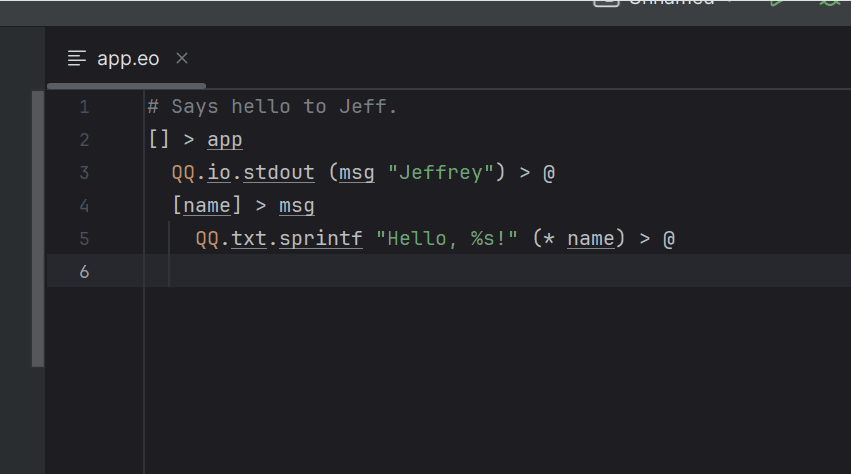 app.eo
1 # Says hello to Jeff.
2 [] > app
3   QQ.io.stdout (msg "Jeffrey") > @
4   [name] > msg
5     QQ.txt.sprintf "Hello, %s!" (* name) > @
6